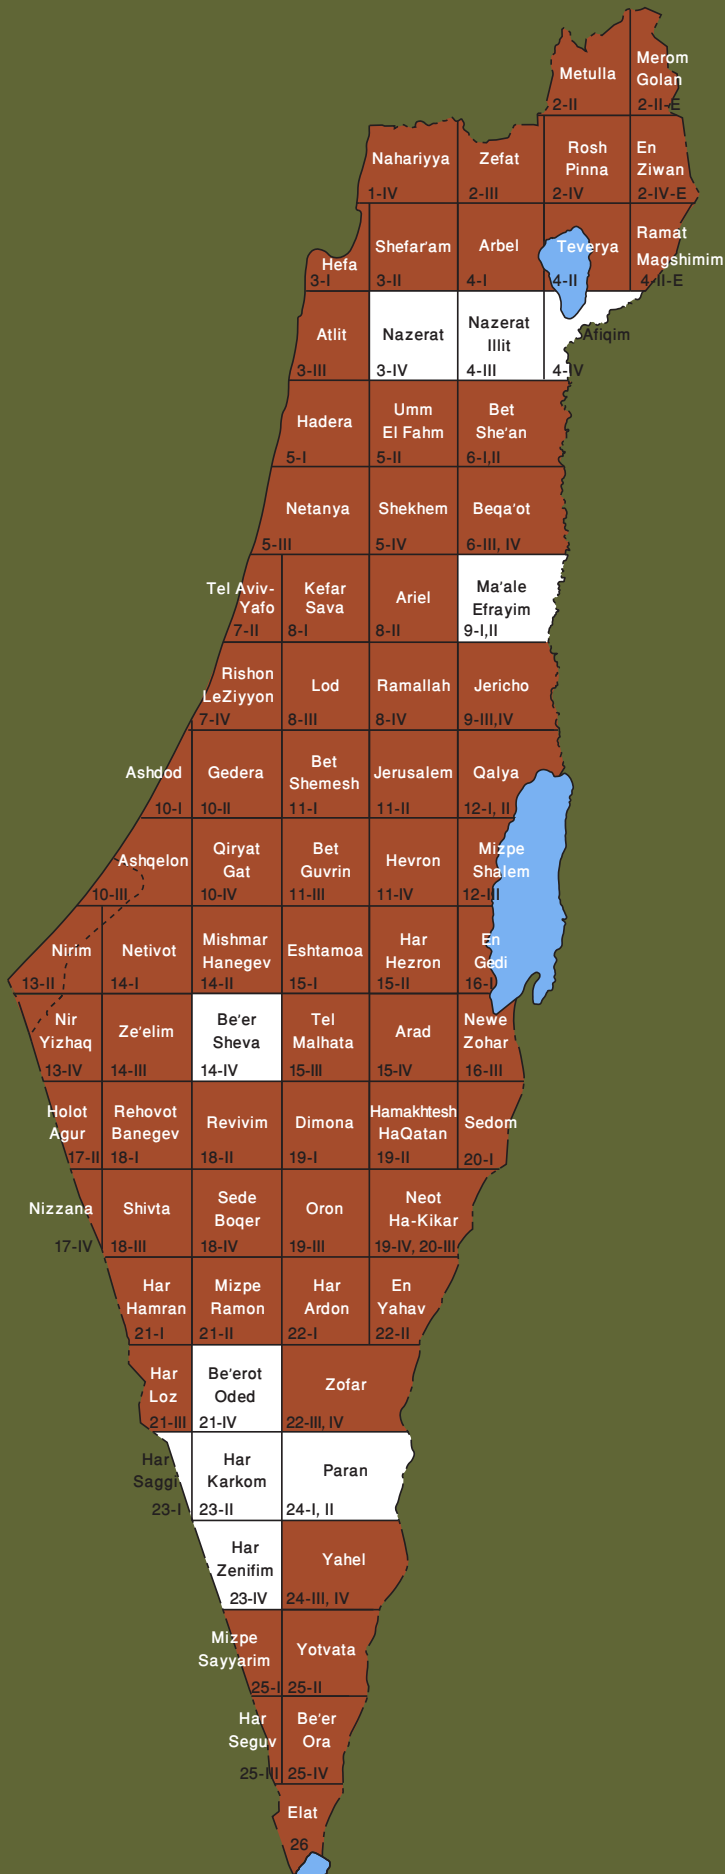 Metulla
2-II
Merom
Golan
2-II-E
Nahariyya
1-IV
Zefat
2-III
Rosh
Pinna
2-IV
En
Ziwan
2-IV-E
Hefa
3-I
Shefar'am
3-II
Arbel
4-I
Teverya
4-II
Ramat
Magshimim
4-II-E
Atlit
3-III
Nazerat
3-IV
Nazerat
Illit
4-III
Afiqim
4-IV
Hadera
5-I
Umm
El Fahm
5-II
Bet
She'an
6-I,II
Netanya
5-III
Shekhem
5-IV
Beqa'ot
6-III, IV
Tel Aviv-
Yafo
7-II
Kefar
Sava
8-I
Ariel
8-II
Ma'ale
Efrayim
9-I,II
Rishon
LeZiyyon
7-IV
Lod
8-III
Ramallah
8-IV
Jericho
9-III,IV
Ashdod
10-I
Gedera
10-II
Bet
Shemesh
11-I
Jerusalem
11-II
Qalya
12-I, II
Ashqelon
10-III
Qiryat
Gat
10-IV
Bet
Guvrin
11-III
Hevron
11-IV
Mizpe
Shalem
12-III
Nirim
13-II
Netivot
14-I
Mishmar
Hanegev
14-II
Eshtamoa
15-I
Har
Hezron
15-II
En
Gedi
16-I
Nir
Yizhaq
13-IV
Ze'elim
14-III
Be'er
Sheva
14-IV
Tel
Malhata
15-III
Arad
15-IV
Newe
Zohar
16-III
Holot
Agur
17-II
Rehovot
Banegev
18-I
Revivim
18-II
Dimona
19-I
Hamakhtesh
HaQatan
19-II
Sedom
20-I
Nizzana
17-IV
Shivta
18-III
Sede
Boqer
18-IV
Oron
19-III
Neot
Ha-Kikar
19-IV, 20-III
Har
Hamran
21-I
Mizpe
Ramon
21-II
Har
Ardon
22-I
En
Yahav
22-II
Har
Loz
21-III
Be'erot
Oded
21-IV
Zofar
22-III, IV
Har
Saggi
23-I
Har
Karkom
23-II
Paran
24-I, II
Har
Zenifim
23-IV
Yahel
24-III, IV
Mizpe
Sayyarim
25-I
Yotvata
25-II
Har
Seguv
25-III
Be'er
Ora
25-IV
Elat
26